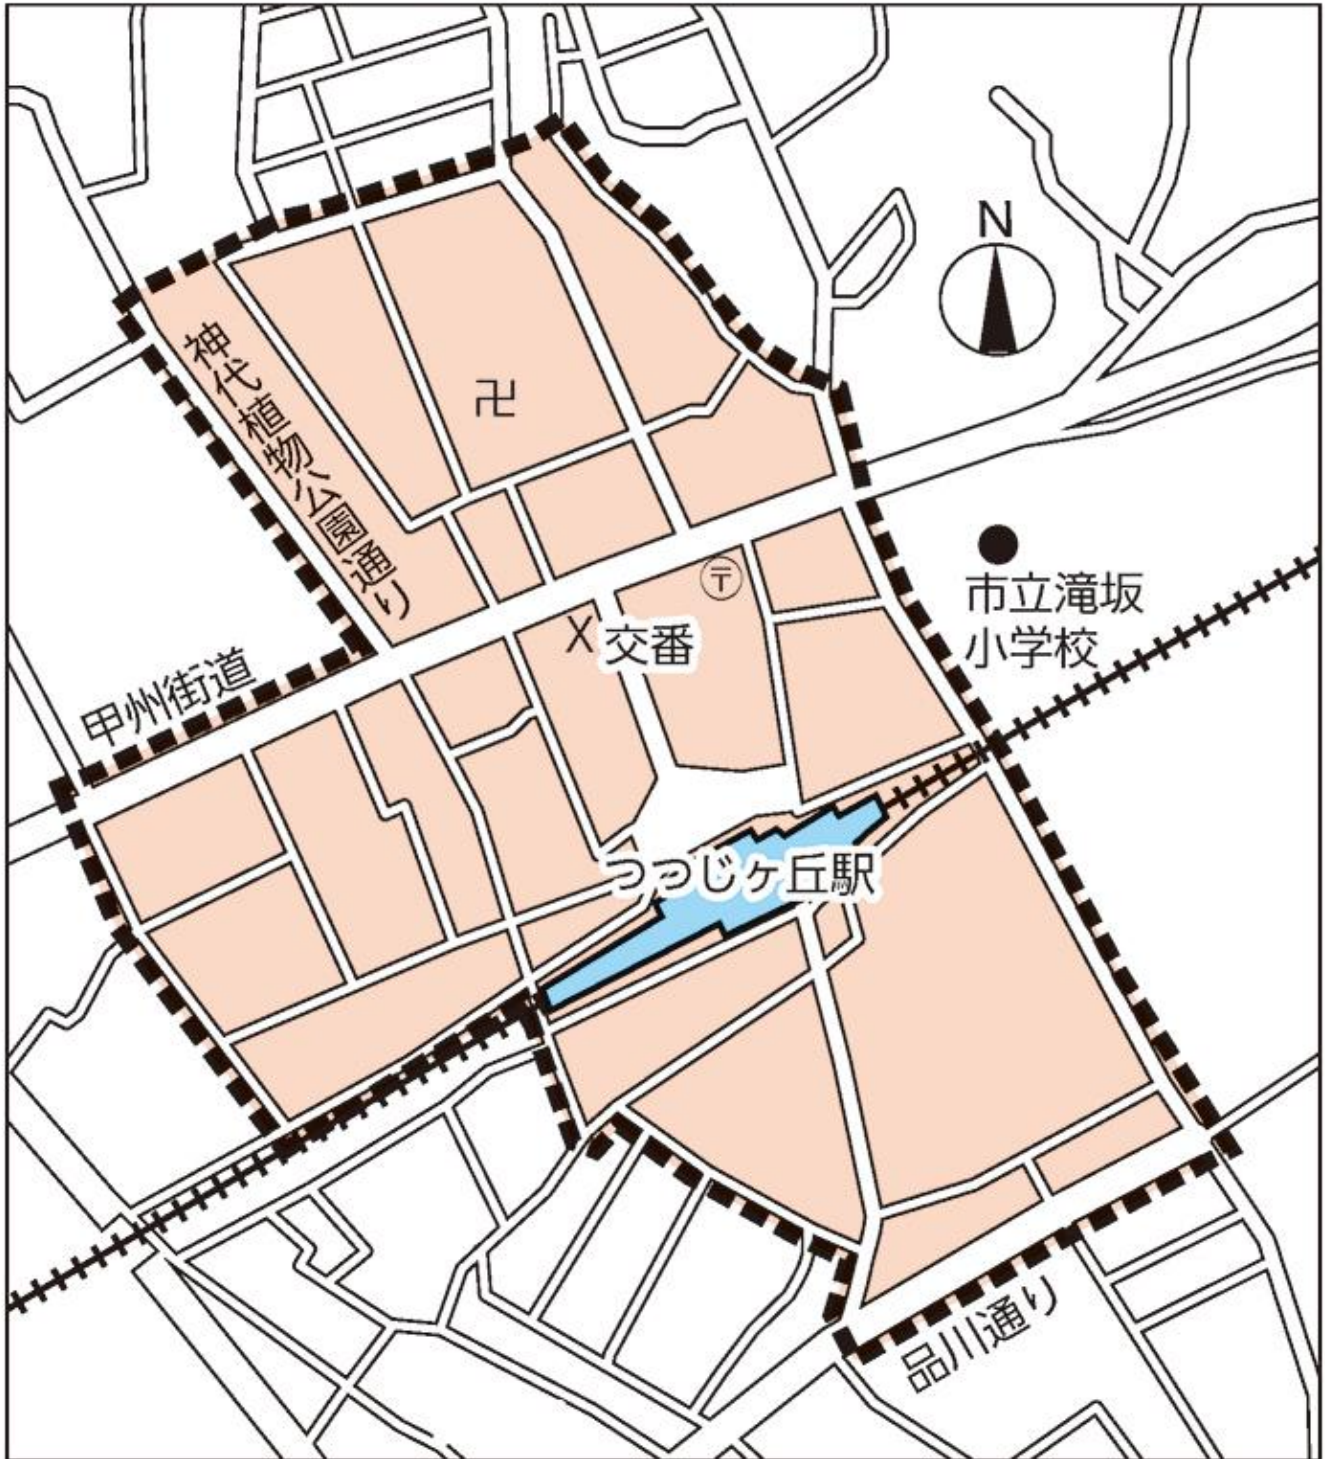 N
神代植物公園通り
卍
〒
市立滝坂
小学校
X 交番
甲州街道
つつじヶ丘駅
品川通り